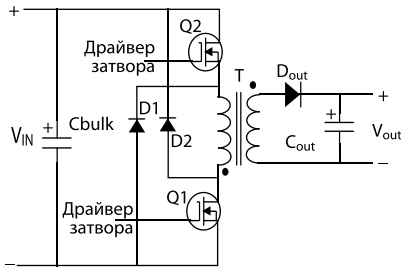 +
Q2
Драйвер
затвора
T
Dout
D1
+
Cbulk
VIN
D2
+
+
Cout
Vout
Q1
–
Драйвер
затвора
–